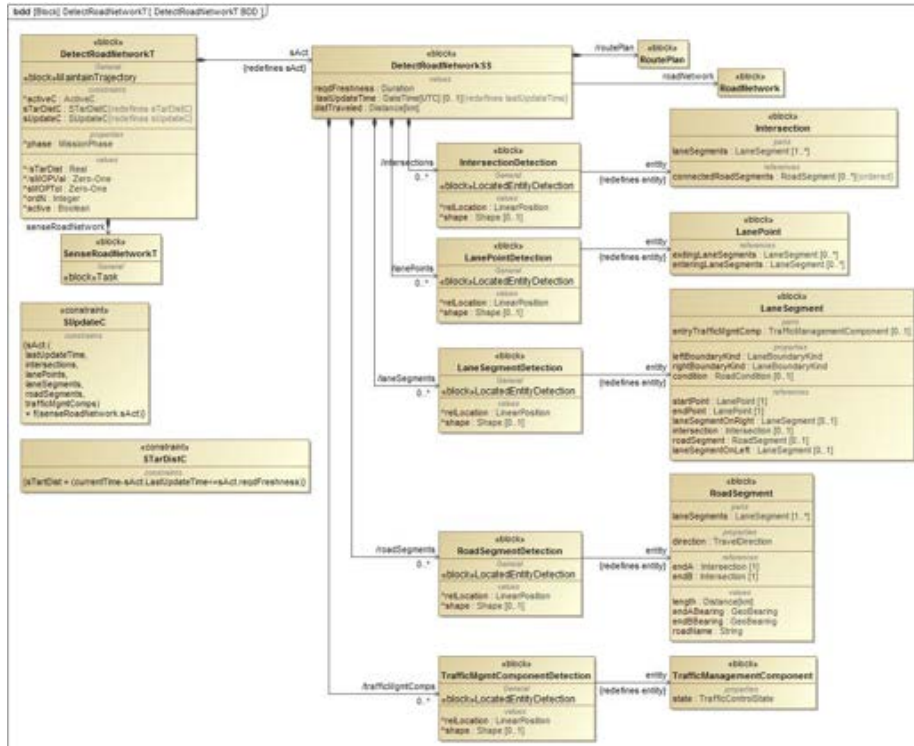 bdd [Block] DetectRoadNetworkT[ DetectRoadNetworkT BDD ]
«block»
DetectRoadNetworkT
General
«block»MaintainTrajectory
constraints
^activeC : ActiveC
sTarDistC : STarDistC{redefines sTarDistC}
sUpdateC : SUpdateC{redefines sUpdateC}
properties
^phase : MissionPhase
values
^/sTarDist : Real
: Zero-One
: Zero-One
^ordN : Integer
^active : Boolean
sAct
{redefines sAct}
senseRoadNetwork
«block»
SenseRoadNetworkT
General
«block»Task
«constraint»
SUpdateC
constraints
{sAct.(
lastUpdateTime,
intersections,
lanePoints,
laneSegments,
roadSegments,
trafficMgmtComps)
= f(senseRoadNetwork.sAct)}
«constraint»
STarDistC
constraints
{sTarDist = (currentTime-sAct.LastUpdateTime<=sAct.reqdFreshness)}
«block»
DetectRoadNetworkSS
values
reqdFreshness : Duration
lastUpdateTime : DateTime[UTC] [0..1]{redefines lastUpdateTime}
distTraveled : Distance[km]
/routePlan
«block»
RoutePlan
roadNetwork
«block»
RoadNetwork
/intersections
0..*
«block»
IntersectionDetection
General
«block»LocatedEntityDetection
values
^relLocation : LinearPosition
^shape : Shape [0..1]
entity
{redefines entity}
«block»
Intersection
parts
laneSegments : LaneSegment [1..*]
references
connectedRoadSegments : RoadSegment [0..*]{ordered}
/lanePoints
0..*
«block»
LanePointDetection
General
«block»LocatedEntityDetection
values
^relLocation : LinearPosition
^shape : Shape [0..1]
entity
{redefines entity}
«block»
LanePoint
references
exitingLaneSegments : LaneSegment [0..*]
enteringLaneSegments : LaneSegment [0..*]
/laneSegments
0..*
«block»
LaneSegmentDetection
General
«block»LocatedEntityDetection
values
^relLocation : LinearPosition
^shape : Shape [0..1]
entity
{redefines entity}
«block»
LaneSegment
parts
entryTrafficMgmtComp : TrafficManagementComponent [0..1]
properties
leftBoundaryKind : LaneBoundaryKind
rightBoundaryKind : LaneBoundaryKind
condition : RoadCondition [0..1]
references
startPoint : LanePoint [1]
endPoint : LanePoint [1]
laneSegmentOnRight : LaneSegment [0..1]
intersection : Intersection [0..1]
roadSegment : RoadSegment [0..1]
laneSegmentOnLeft : LaneSegment [0..1]
/roadSegments
0..*
«block»
RoadSegmentDetection
General
«block»LocatedEntityDetection
values
^relLocation : LinearPosition
^shape : Shape [0..1]
entity
{redefines entity}
«block»
RoadSegment
parts
laneSegments : LaneSegment [1..*]
properties
direction : TravelDirection
references
endA : Intersection [1]
endB : Intersection [1]
values
length : Distance[km]
endABearing : GeoBearing
endBBearing : GeoBearing
roadName : String
/trafficMgmtComps
0..*
«block»
TrafficMgmtComponentDetection
General
«block»LocatedEntityDetection
values
^relLocation : LinearPosition
^shape : Shape [0..1]
entity
{redefines entity}
«block»
TrafficManagementComponent
properties
state : TrafficControlState